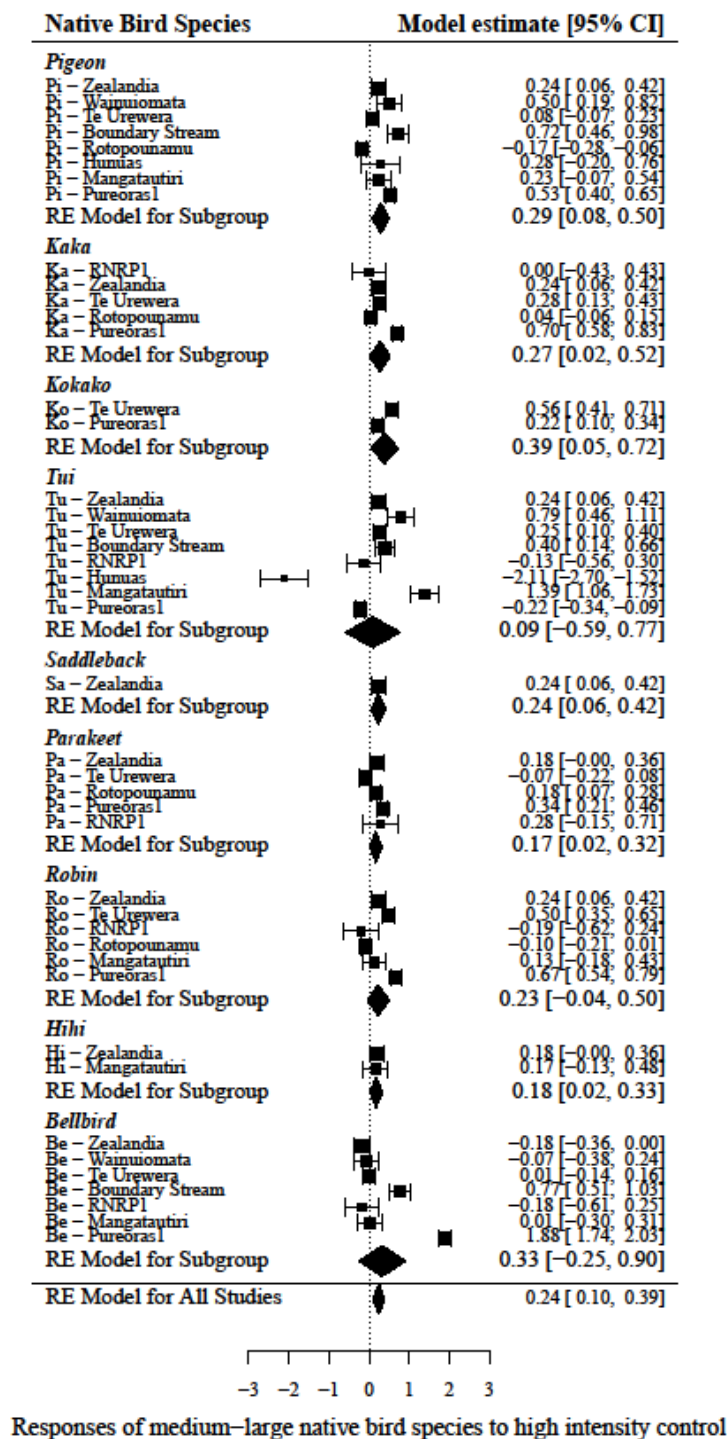 Native Bird Species Model estimate [95% CI]
Pigeon
Pi − Zealandia 0.24 [ 0.06, 0.42]
Pi − Wainuiomata 0.50 [ 0.19, 0.82]
Pi − Te Urewera 0.08 [−0.07, 0.23]
Pi − Boundary Stream 0.72 [ 0.46, 0.98]
Pi − Rotopounamu −0.17 [−0.28, −0.06]
Pi − Hunuas 0.28 [−0.20, 0.76]
Pi − Mangatautiri 0.23 [−0.07, 0.54]
Pi − Pureoras1 0.53 [ 0.40, 0.65]
RE Model for Subgroup 0.29 [0.08, 0.50]
Kaka
Ka − RNRP1 0.00 [−0.43, 0.43]
Ka − Zealandia 0.24 [ 0.06, 0.42]
Ka − Te Urewera 0.28 [ 0.13, 0.43]
Ka − Rotopounamu 0.04 [−0.06, 0.15]
Ka − Pureoras1 0.70 [ 0.58, 0.83]
RE Model for Subgroup 0.27 [0.02, 0.52]
Kokako
Ko − Te Urewera 0.56 [ 0.41, 0.71]
Ko − Pureoras1 0.22 [ 0.10, 0.34]
RE Model for Subgroup 0.39 [0.05, 0.72]
Tui
Tu − Zealandia 0.24 [ 0.06, 0.42]
Tu − Wainuiomata 0.79 [ 0.46, 1.11]
Tu − Te Urewera 0.25 [ 0.10, 0.40]
Tu − Boundary Stream 0.40 [ 0.14, 0.66]
Tu − RNRP1 −0.13 [−0.56, 0.30]
Tu − Hunuas −2.11 [−2.70, −1.52]
Tu − Mangatautiri 1.39 [ 1.06, 1.73]
Tu − Pureoras1 −0.22 [−0.34, −0.09]
RE Model for Subgroup 0.09 [−0.59, 0.77]
Saddleback
Sa − Zealandia 0.24 [ 0.06, 0.42]
RE Model for Subgroup 0.24 [0.06, 0.42]
Parakeet
Pa − Zealandia 0.18 [−0.00, 0.36]
Pa − Te Urewera −0.07 [−0.22, 0.08]
Pa − Rotopounamu 0.18 [ 0.07, 0.28]
Pa − Pureoras1 0.34 [ 0.21, 0.46]
Pa − RNRP1 0.28 [−0.15, 0.71]
RE Model for Subgroup 0.17 [0.02, 0.32]
Robin
Ro − Zealandia 0.24 [ 0.06, 0.42]
Ro − Te Urewera 0.50 [ 0.35, 0.65]
Ro − RNRP1 −0.19 [−0.62, 0.24]
Ro − Rotopounamu −0.10 [−0.21, 0.01]
Ro − Mangatautiri 0.13 [−0.18, 0.43]
Ro − Pureoras1 0.67 [ 0.54, 0.79]
RE Model for Subgroup 0.23 [−0.04, 0.50]
Hihi
Hi − Zealandia 0.18 [−0.00, 0.36]
Hi − Mangatautiri 0.17 [−0.13, 0.48]
RE Model for Subgroup 0.18 [0.02, 0.33]
Bellbird
Be − Zealandia −0.18 [−0.36, 0.00]
Be − Wainuiomata −0.07 [−0.38, 0.24]
Be − Te Urewera 0.01 [−0.14, 0.16]
Be − Boundary Stream 0.77 [ 0.51, 1.03]
Be − RNRP1 −0.18 [−0.61, 0.25]
Be − Mangatautiri 0.01 [−0.30, 0.31]
Be − Pureoras1 1.88 [ 1.74, 2.03]
RE Model for Subgroup 0.33 [−0.25, 0.90]
RE Model for All Studies 0.24 [ 0.10, 0.39]
−3 −2 −1 0 1 2 3
Responses of medium−large native bird species to high intensity control